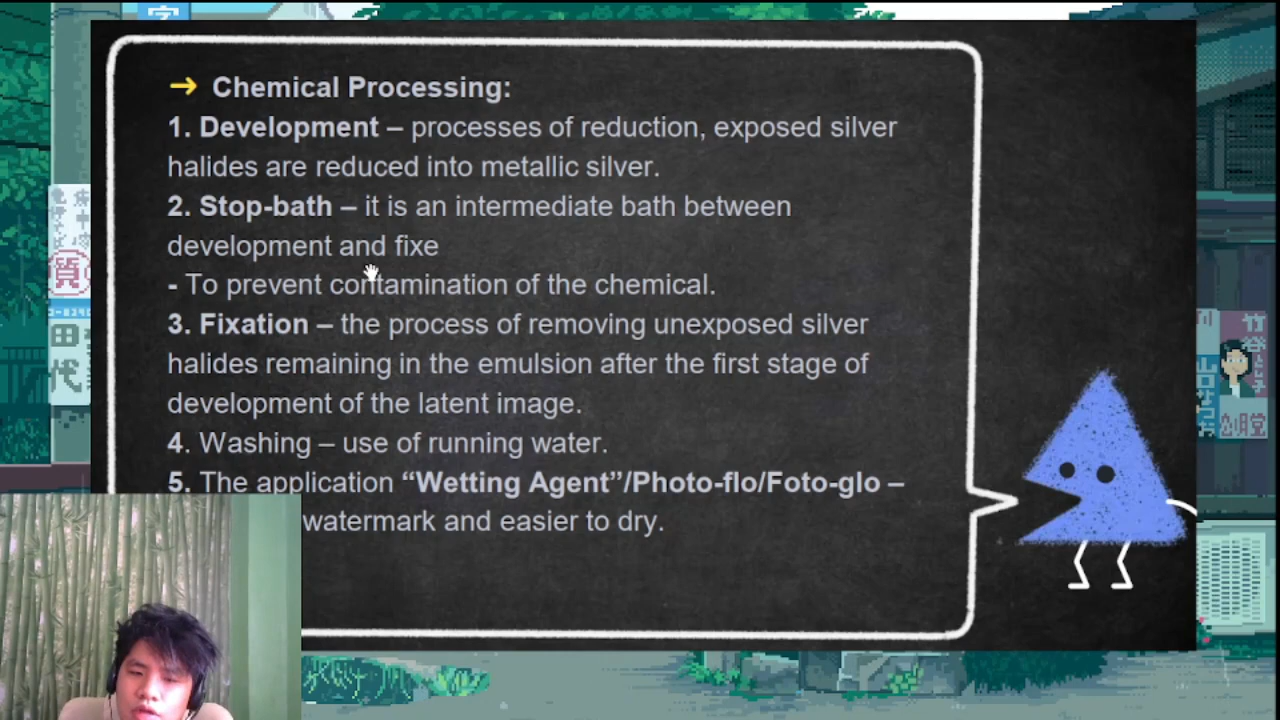 字
→ Chemical Processing:
1. Development – processes of reduction, exposed silver
halides are reduced into metallic silver.
2. Stop-bath – it is an intermediate bath between
development and fixe
- To prevent contamination of the chemical.
3. Fixation – the process of removing unexposed silver
halides remaining in the emulsion after the first stage of
development of the latent image.
4. Washing – use of running water.
5. The application “Wetting Agent”/Photo-flo/Foto-glo –
watermark and easier to dry.
質
田
代